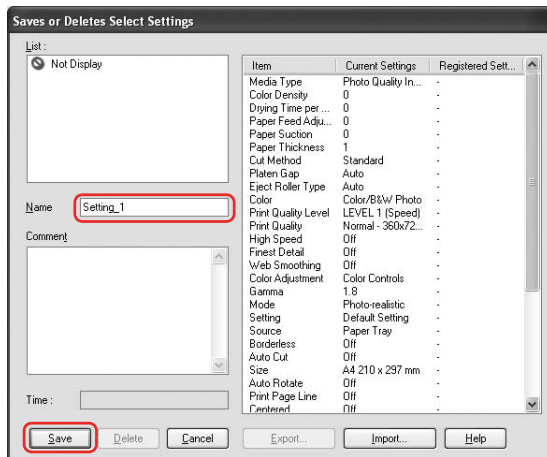 Saves or Deletes Select Settings
List :
Not Display
Name Setting_1
Comment
Time :
Item Current Settings Registered Sett...
Media Type Photo Quality In... -
Color Density 0 -
Drying Time per ... 0 -
Paper Feed Adju... 0 -
Paper Suction 0 -
Paper Thickness 1 -
Cut Method Standard -
Platen Gap Auto -
Eject Roller Type Auto -
Color Color/B&W Photo -
Print Quality Level LEVEL 1 (Speed) -
Print Quality Normal - 360x72... -
High Speed Off -
Finest Detail Off -
Web Smoothing Off -
Color Adjustment Color Controls -
Gamma 1.8 -
Mode Photo-realistic -
Setting Default Setting -
Source Paper Tray -
Borderless Off -
Auto Cut Off -
Size A4 210 x 297 mm -
Auto Rotate Off -
Print Page Line Off -
Centered Off -
Save Delete Cancel Export... Import... Help